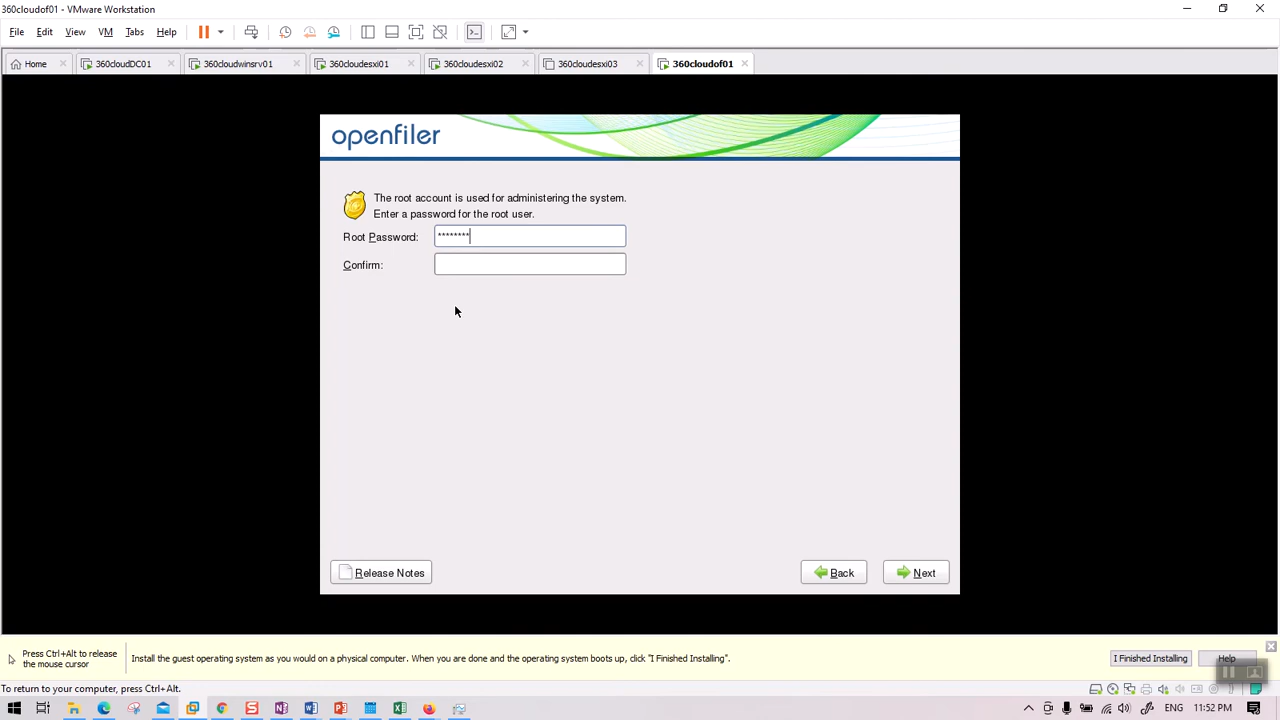 360cloudof01 - VMware Workstation
File Edit View VM Tabs Help
Home 360cloudDC01 360cloudwinsrv01 360cloudesxi01 360cloudesxi02 360cloudesxi03 360cloudof01
openfiler
The root account is used for administering the system.
Enter a password for the root user.
Root Password: ********
Confirm:
Release Notes Back Next
Press Ctrl+Alt to release
the mouse cursor
Install the guest operating system as you would on a physical computer. When you are done and the operating system boots up, click "I Finished Installing".
I Finished Installing Help
To return to your computer, press Ctrl+Alt.
ENG 11:52 PM